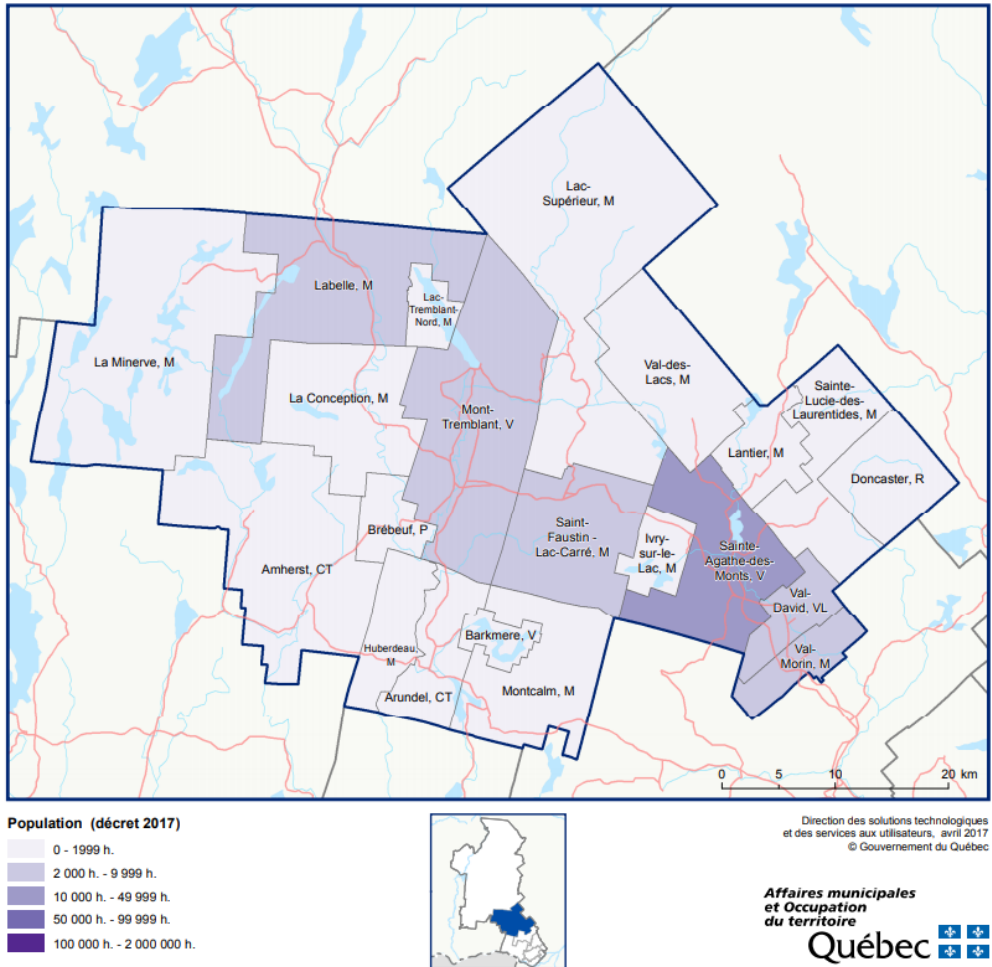 Lac-
Supérieur, M
Labelle, M
Lac-
Tremblant-
Nord, M
La Minerve, M
Val-des-
Lacs, M
Sainte-
Lucie-des-
Laurentides, M
La Conception, M
Mont-
Tremblant, V
Lantier, M
Doncaster, R
Brébeuf, P
Saint-
Faustin -
Lac-Carré, M
Ivry-
sur-le-
Lac, M
Sainte-
Agathe-des-
Monts, V
Amherst, CT
Val-
David, VL
Barkmere, V
Huberdeau,
M
Val-
Morin, M
Arundel, CT
Montcalm, M
0 5 10 20 km
Population (décret 2017)
0 - 1999 h.
2 000 h. - 9 999 h.
10 000 h. - 49 999 h.
50 000 h. - 99 999 h.
100 000 h. - 2 000 000 h.
Direction des solutions technologiques
et des services aux utilisateurs, avril 2017
© Gouvernement du Québec
Affaires municipales
et Occupation
du territoire
Québec